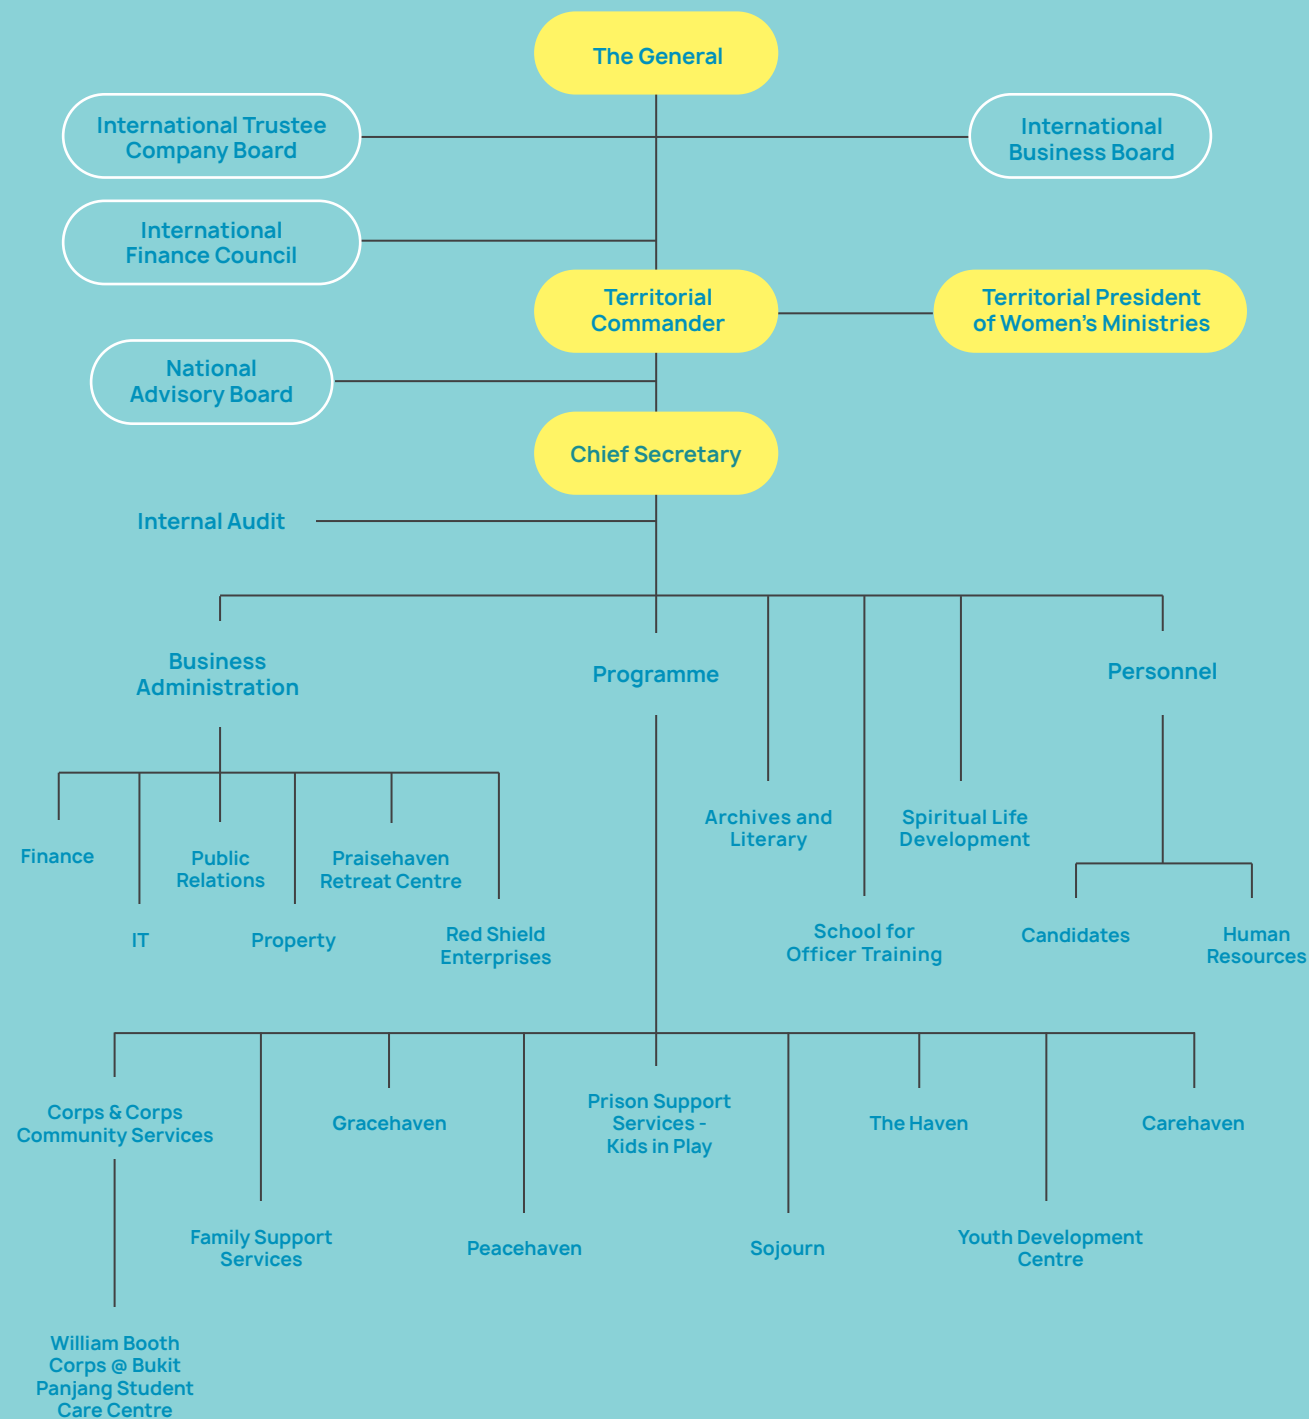 The General
International Trustee
Company Board
International
Business Board
International
Finance Council
Territorial
Commander
Territorial President
of Women's Ministries
National
Advisory Board
Chief Secretary
Internal Audit
Business
Administration
Programme
Personnel
Archives and
Literary
Spiritual Life
Development
Finance
Public
Relations
Praisehaven
Retreat Centre
IT
Property
Red Shield
Enterprises
School for
Officer Training
Candidates
Human
Resources
Corps & Corps
Community Services
Gracehaven
Prison Support
Services -
Kids in Play
The Haven
Carehaven
Family Support
Services
Peacehaven
Sojourn
Youth Development
Centre
William Booth
Corps @ Bukit
Panjang Student
Care Centre